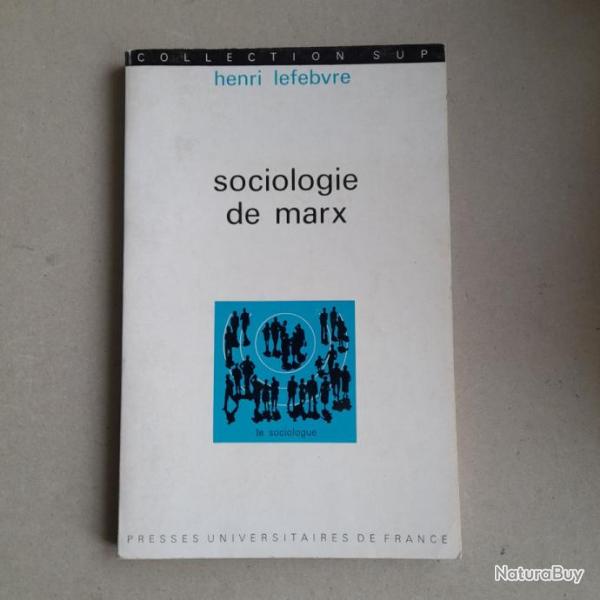 COLLECTION SUP
henri lefebvre
sociologie
de marx
le sociologue
PRESSES UNIVERSITAIRES DE FRANCE
NaturaBuy